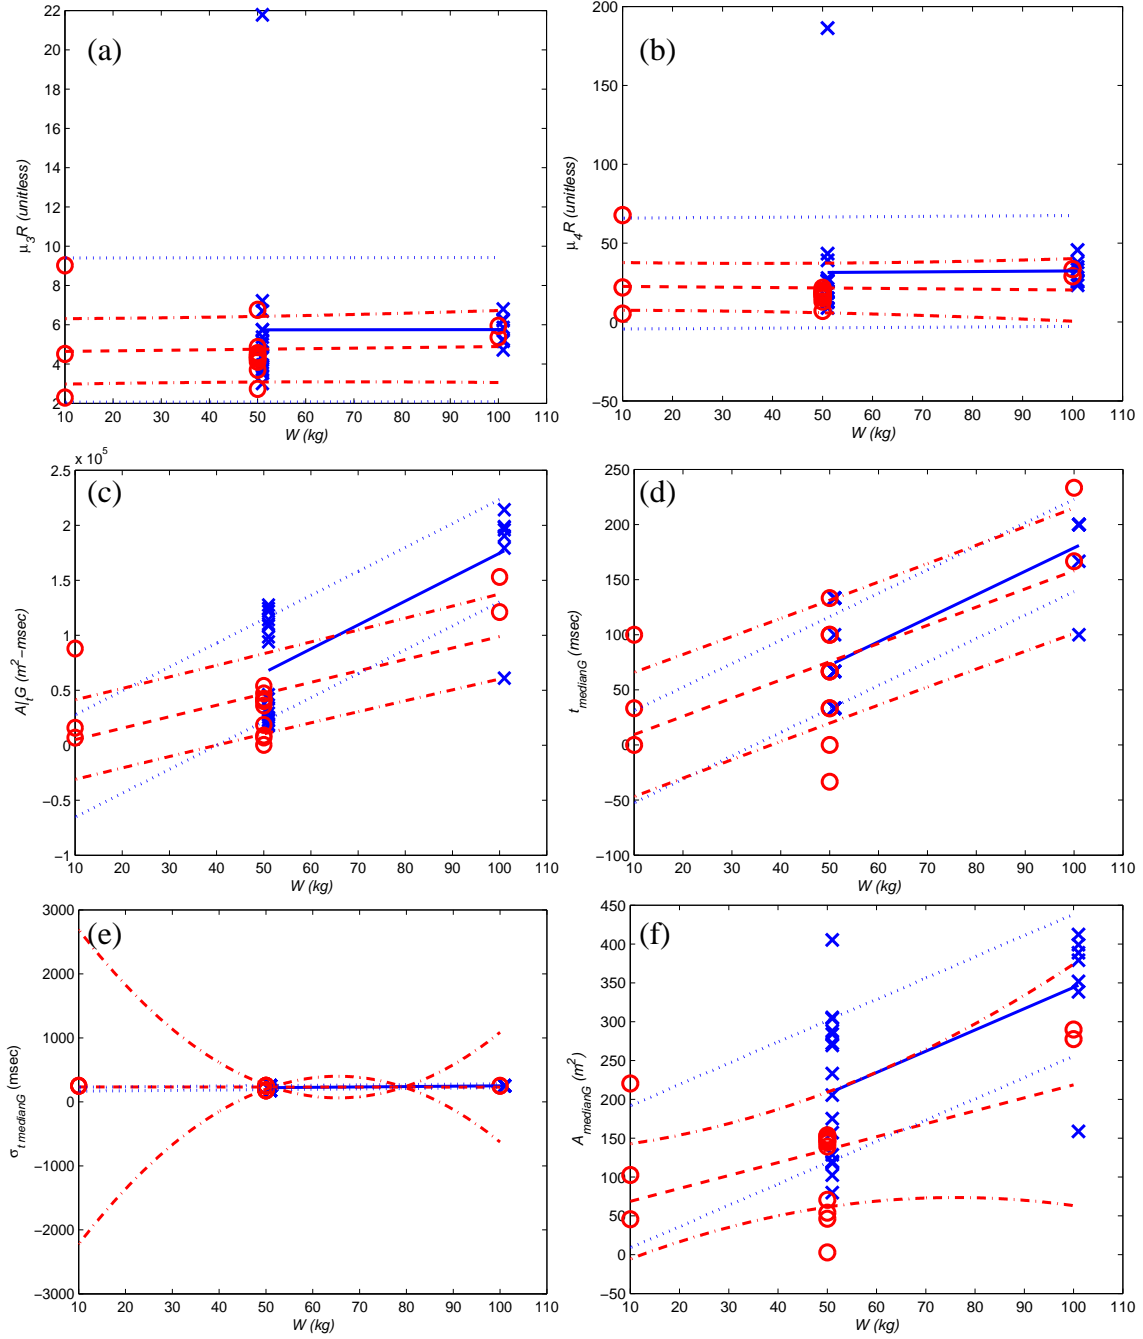 (a)
22
20
18
16
14
12
10
8
6
4
2
10 20 30 40 50 60 70 80 90 100 110
W (kg)
μ3R (unitless)
(b)
200
150
100
50
0
−50
10 20 30 40 50 60 70 80 90 100 110
W (kg)
μ4R (unitless)
(c)
x 10^5
2.5
2
1.5
1
0.5
0
−0.5
−1
10 20 30 40 50 60 70 80 90 100 110
W (kg)
A|tG (m²−msec)
(d)
250
200
150
100
50
0
−50
−100
10 20 30 40 50 60 70 80 90 100 110
W (kg)
t medianG (msec)
(e)
3000
2000
1000
0
−1000
−2000
−3000
10 20 30 40 50 60 70 80 90 100 110
W (kg)
σt medianG (msec)
(f)
450
400
350
300
250
200
150
100
50
0
−50
10 20 30 40 50 60 70 80 90 100 110
W (kg)
A medianG (m²)